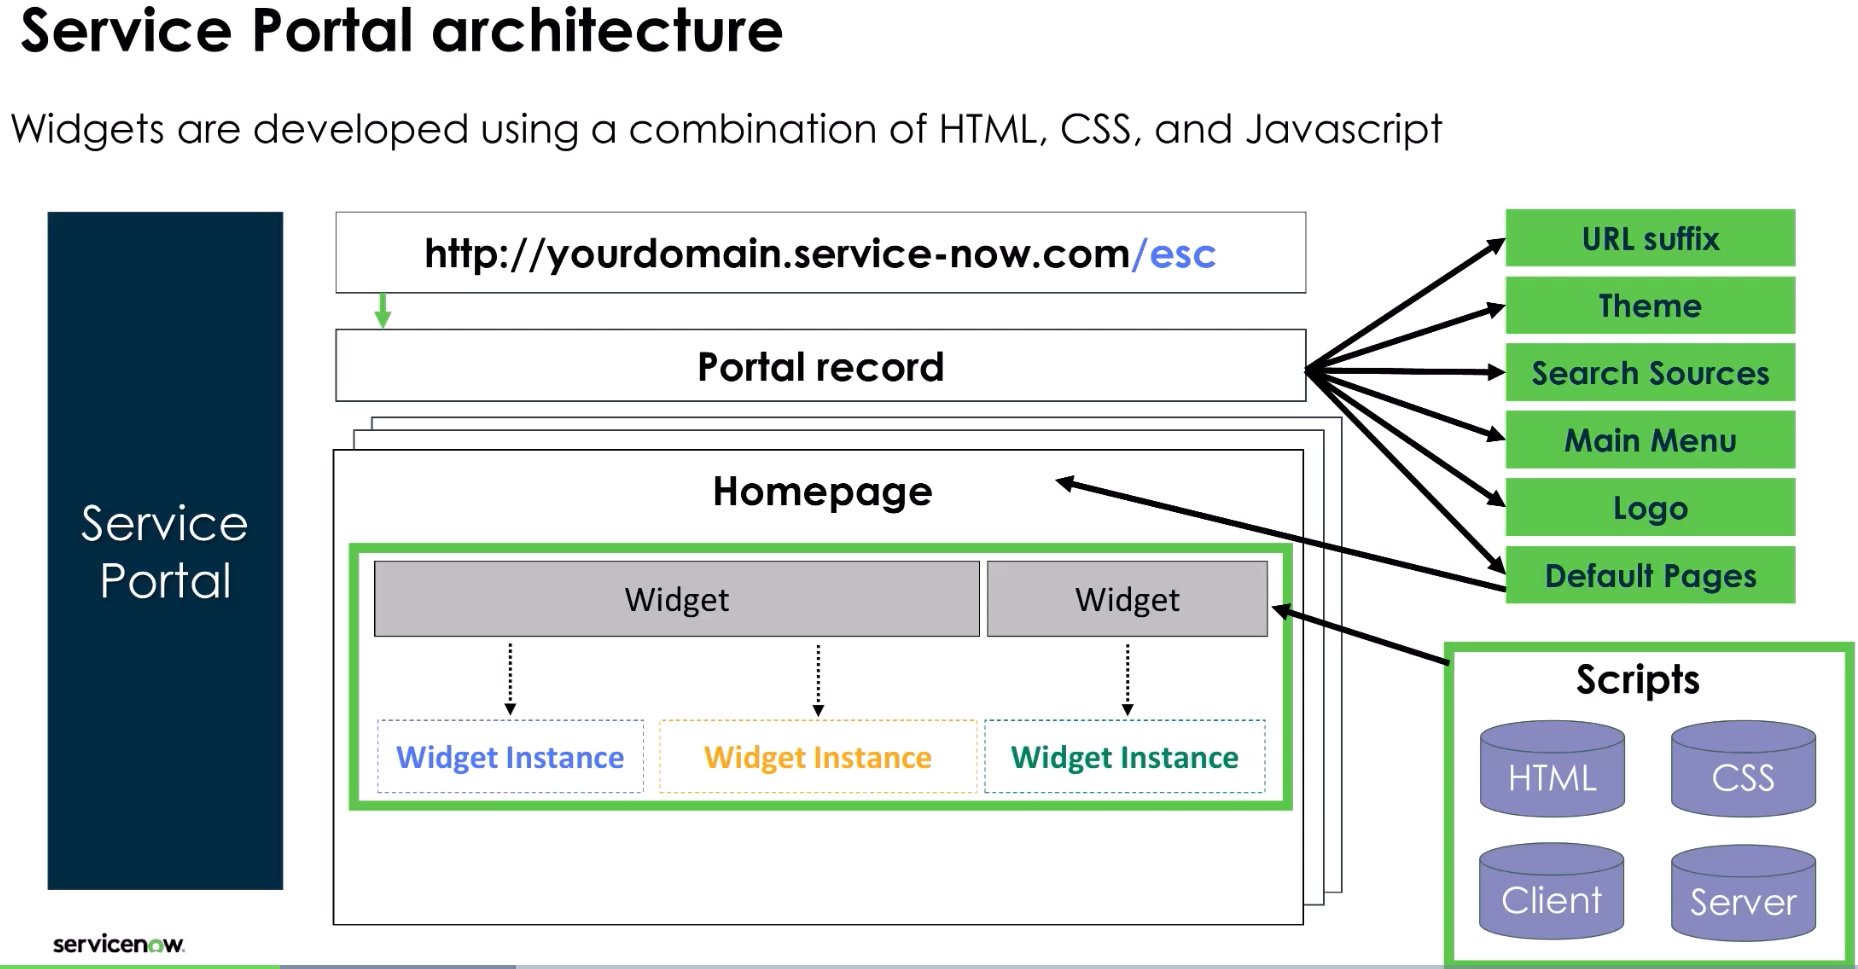 Service Portal architecture
Widgets are developed using a combination of HTML, CSS, and Javascript
Service
Portal
http://yourdomain.service-now.com/esc
Portal record
Homepage
Widget
Widget
Widget Instance
Widget Instance
Widget Instance
URL suffix
Theme
Search Sources
Main Menu
Logo
Default Pages
Scripts
HTML
CSS
Client
Server
servicenow.